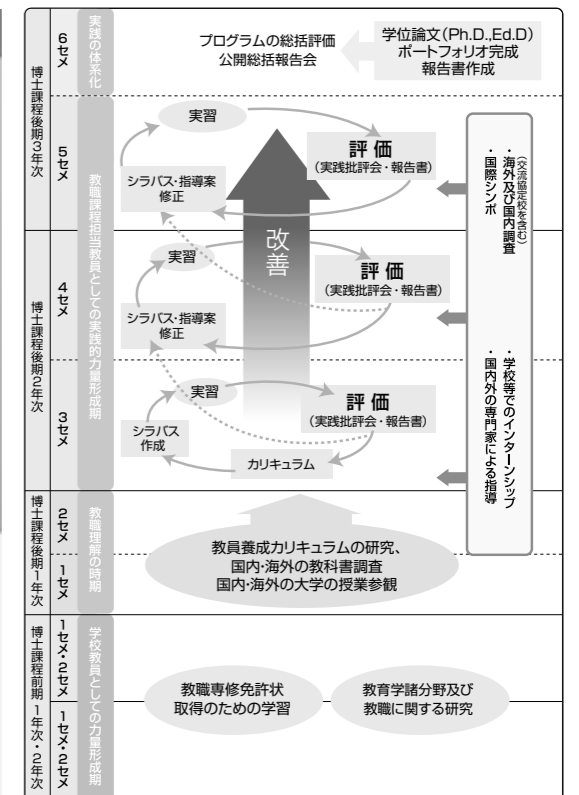 博士課程後期3年次
6セメ
実践の体系化
プログラムの総括評価
公開総括報告会
学位論文(Ph.D.,Ed.D)
ポートフォリオ完成
報告書作成
5セメ
教職課程担当教員としての実践的力量形成期
実習
評価
(実践批評会・報告書)
シラバス・指導案
修正
改善
・海外及び国内調査
(交流協定校を含む)
・国際シンポ
博士課程後期2年次
4セメ
実習
評価
(実践批評会・報告書)
シラバス・指導案
修正
3セメ
実習
評価
(実践批評会・報告書)
シラバス
作成
カリキュラム
・学校等でのインターンシップ
・国内外の専門家による指導
博士課程後期1年次
2セメ
1セメ
教職理解の時期
教員養成カリキュラムの研究、
国内・海外の教科書調査
国内・海外の大学の授業参観
博士課程前期1年次・2年次
1セメ・2セメ
1セメ・2セメ
学校教員としての力量形成期
教職専修免許状
取得のための学習
教育学諸分野及び
教職に関する研究